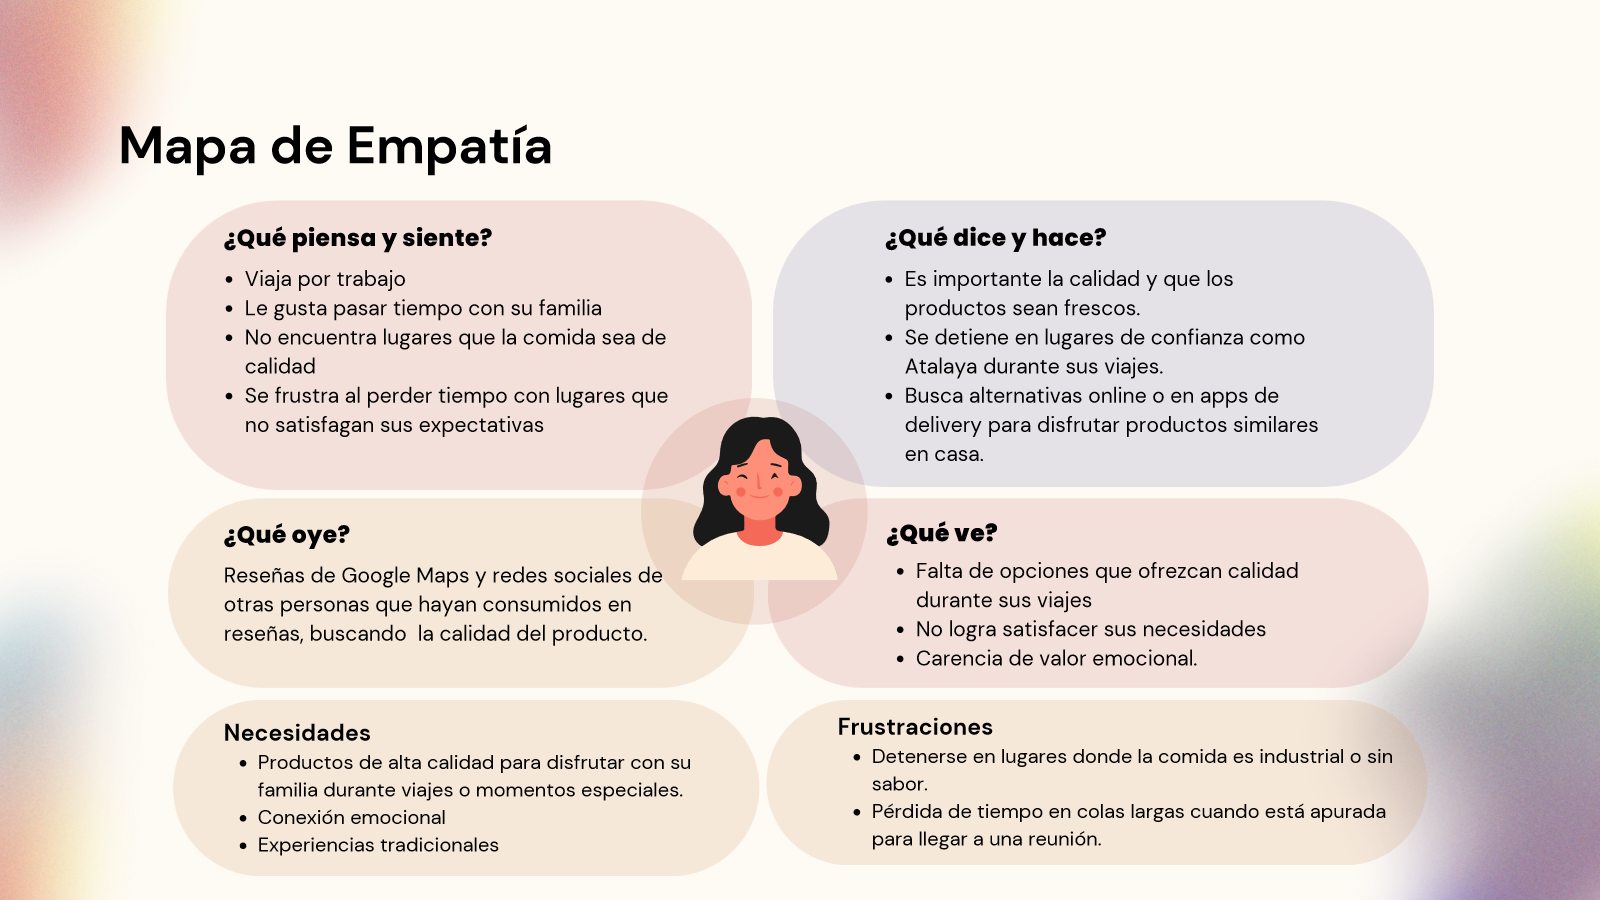 Mapa de Empatía
¿Qué piensa y siente?
• Viaja por trabajo
• Le gusta pasar tiempo con su familia
• No encuentra lugares que la comida sea de
calidad
• Se frustra al perder tiempo con lugares que
no satisfagan sus expectativas
¿Qué dice y hace?
• Es importante la calidad y que los
productos sean frescos.
• Se detiene en lugares de confianza como
Atalaya durante sus viajes.
• Busca alternativas online o en apps de
delivery para disfrutar productos similares
en casa.
¿Qué oye?
Reseñas de Google Maps y redes sociales de
otras personas que hayan consumidos en
reseñas, buscando  la calidad del producto.
¿Qué ve?
• Falta de opciones que ofrezcan calidad
durante sus viajes
• No logra satisfacer sus necesidades
• Carencia de valor emocional.
Necesidades
• Productos de alta calidad para disfrutar con su
familia durante viajes o momentos especiales.
• Conexión emocional
• Experiencias tradicionales
Frustraciones
• Detenerse en lugares donde la comida es industrial o sin
sabor.
• Pérdida de tiempo en colas largas cuando está apurada
para llegar a una reunión.